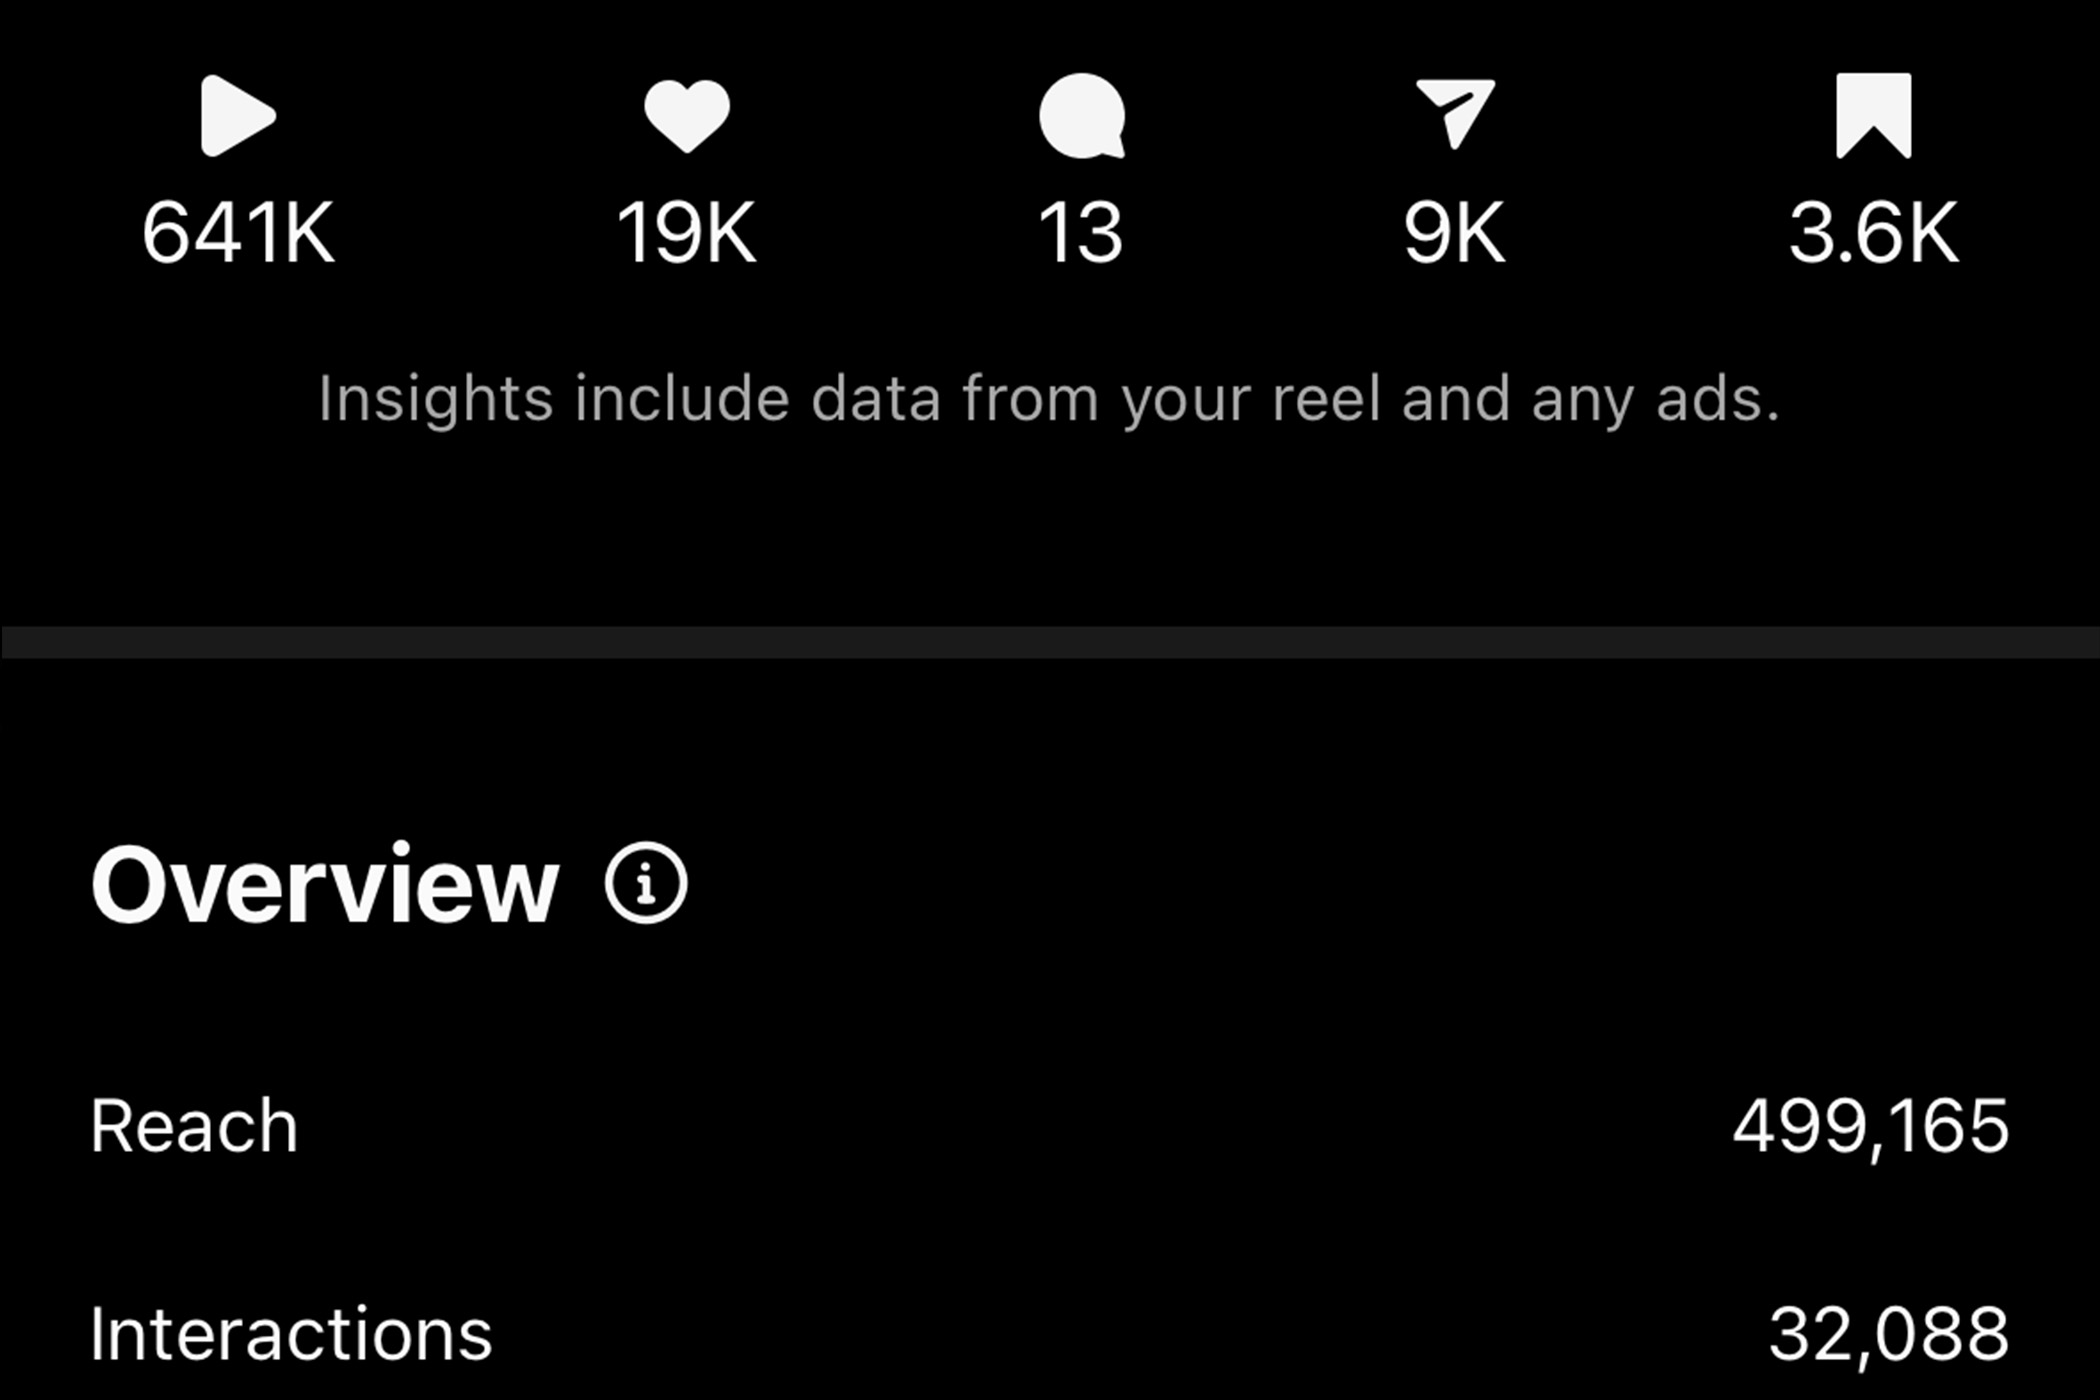 641K 19K 13 9K 3.6K
Insights include data from your reel and any ads.
Overview
Reach 499,165
Interactions 32,088